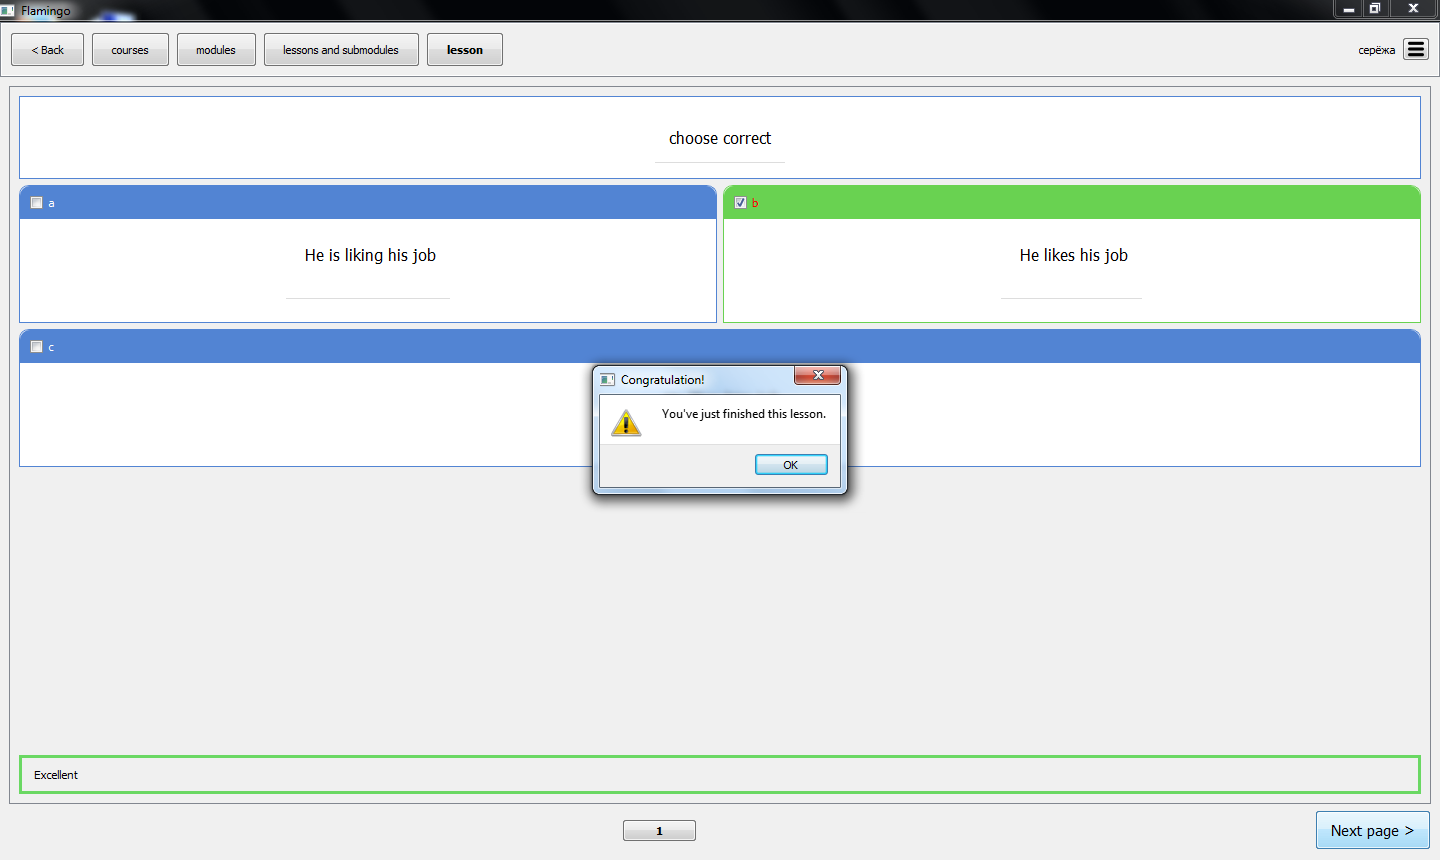 Flamingo
< Back
courses
modules
lessons and submodules
lesson
серёжа
choose correct
a
b
He is liking his job
He likes his job
c
Congratulation!
You've just finished this lesson.
OK
Excellent
1
Next page >